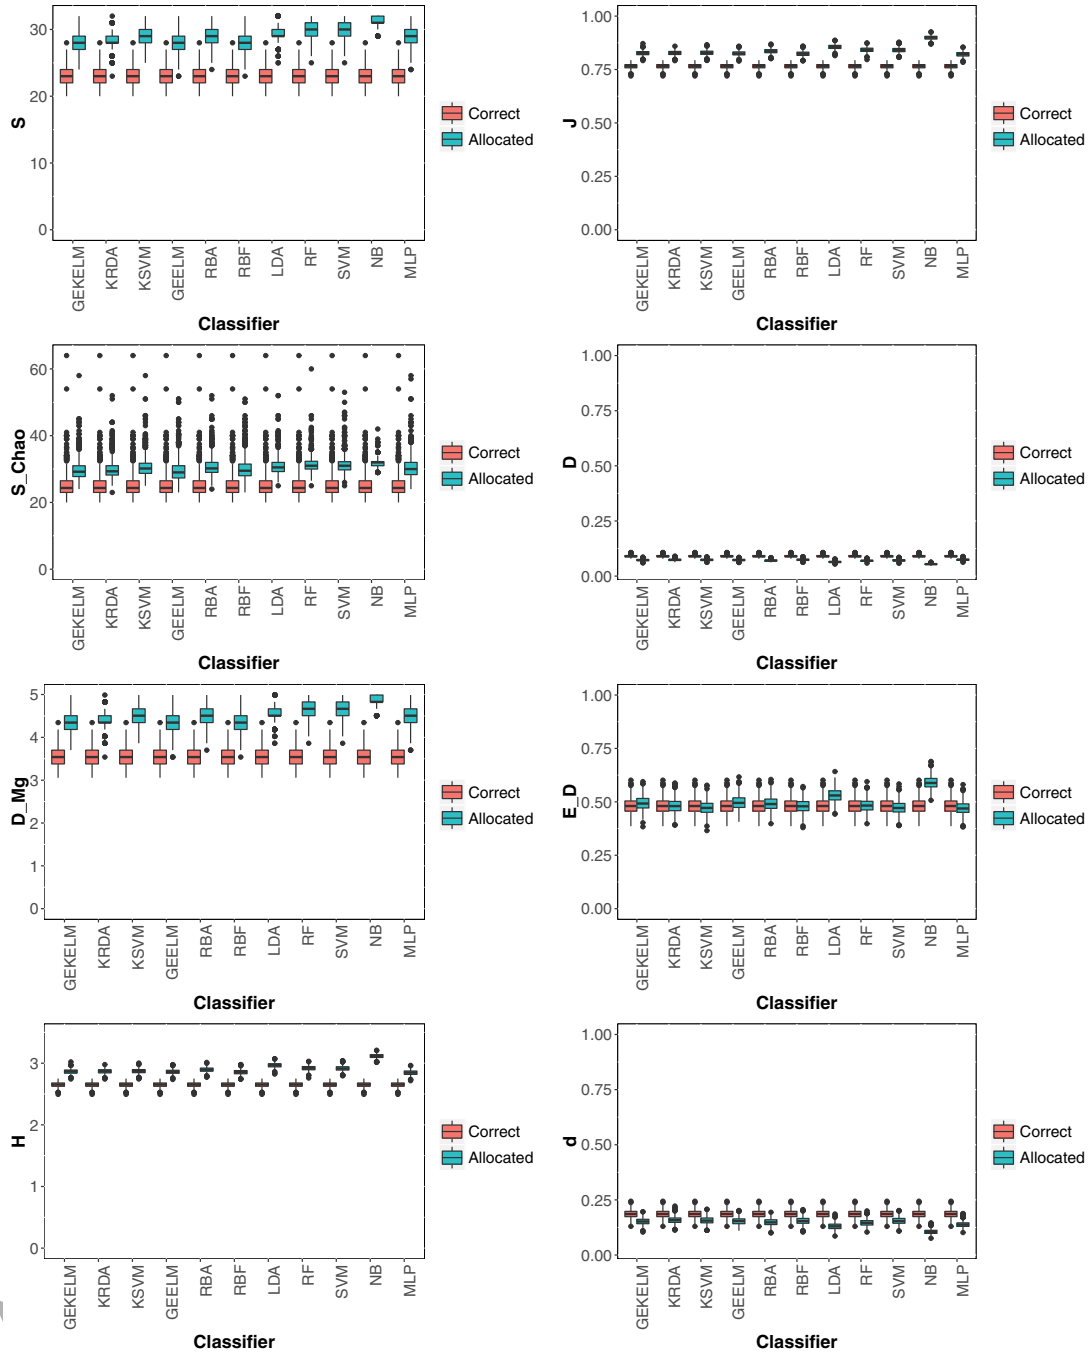 S
30
20
10
0
GEKELM
KRDA
KSVM
GEELM
RBA
RBF
LDA
RF
SVM
NB
MLP
Classifier
Correct
Allocated
J
1.00
0.75
0.50
0.25
0.00
GEKELM
KRDA
KSVM
GEELM
RBA
RBF
LDA
RF
SVM
NB
MLP
Classifier
Correct
Allocated
S_Chao
60
40
20
0
GEKELM
KRDA
KSVM
GEELM
RBA
RBF
LDA
RF
SVM
NB
MLP
Classifier
Correct
Allocated
D
1.00
0.75
0.50
0.25
0.00
GEKELM
KRDA
KSVM
GEELM
RBA
RBF
LDA
RF
SVM
NB
MLP
Classifier
Correct
Allocated
D_Mg
5
4
3
2
1
0
GEKELM
KRDA
KSVM
GEELM
RBA
RBF
LDA
RF
SVM
NB
MLP
Classifier
Correct
Allocated
E_D
1.00
0.75
0.50
0.25
0.00
GEKELM
KRDA
KSVM
GEELM
RBA
RBF
LDA
RF
SVM
NB
MLP
Classifier
Correct
Allocated
H
3
2
1
0
GEKELM
KRDA
KSVM
GEELM
RBA
RBF
LDA
RF
SVM
NB
MLP
Classifier
Correct
Allocated
d
1.00
0.75
0.50
0.25
0.00
GEKELM
KRDA
KSVM
GEELM
RBA
RBF
LDA
RF
SVM
NB
MLP
Classifier
Correct
Allocated